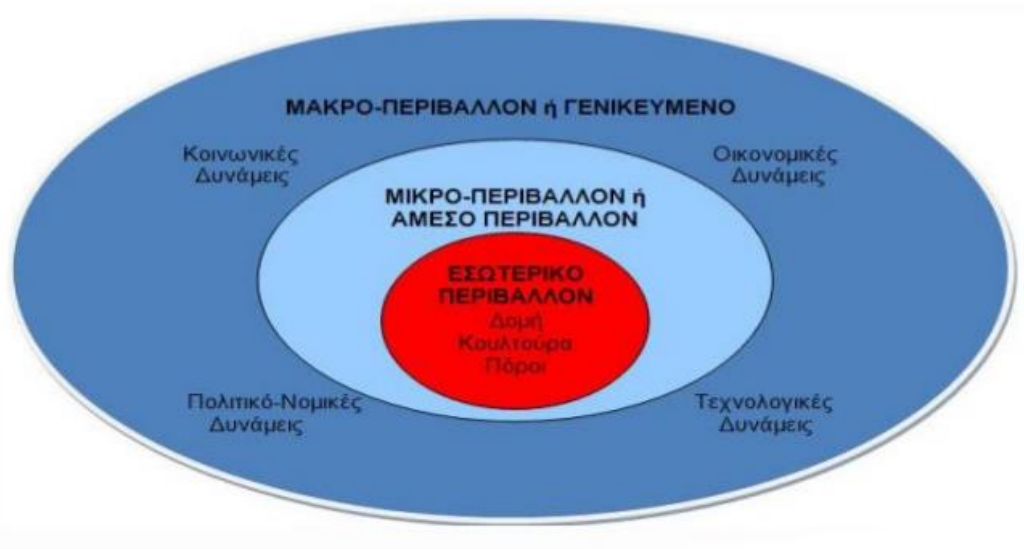 ΜΑΚΡΟ-ΠΕΡΙΒΑΛΛΟΝ ή ΓΕΝΙΚΕΥΜΕΝΟ
Κοινωνικές
Δυνάμεις
Οικονομικές
Δυνάμεις
ΜΙΚΡΟ-ΠΕΡΙΒΑΛΛΟΝ ή
ΑΜΕΣΟ ΠΕΡΙΒΑΛΛΟΝ
ΕΣΩΤΕΡΙΚΟ
ΠΕΡΙΒΑΛΛΟΝ
Δομή
Κουλτούρα
Πόροι
Πολιτικό-Νομικές
Δυνάμεις
Τεχνολογικές
Δυνάμεις